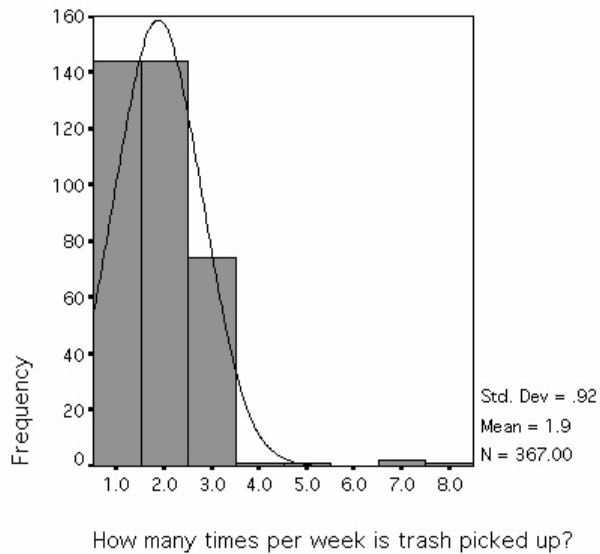 160
140
120
100
80
60
40
20
0
Frequency
1.0 2.0 3.0 4.0 5.0 6.0 7.0 8.0
Std. Dev = .92
Mean = 1.9
N = 367.00
How many times per week is trash picked up?